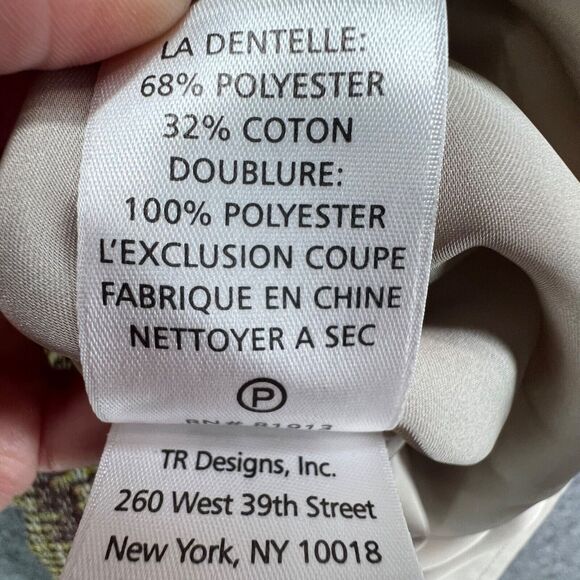 LA DENTELLE:
68% POLYESTER
32% COTON
DOUBLURE:
100% POLYESTER
L'EXCLUSION COUPE
FABRIQUE EN CHINE
NETTOYER A SEC
P
TR Designs, Inc.
260 West 39th Street
New York, NY 10018